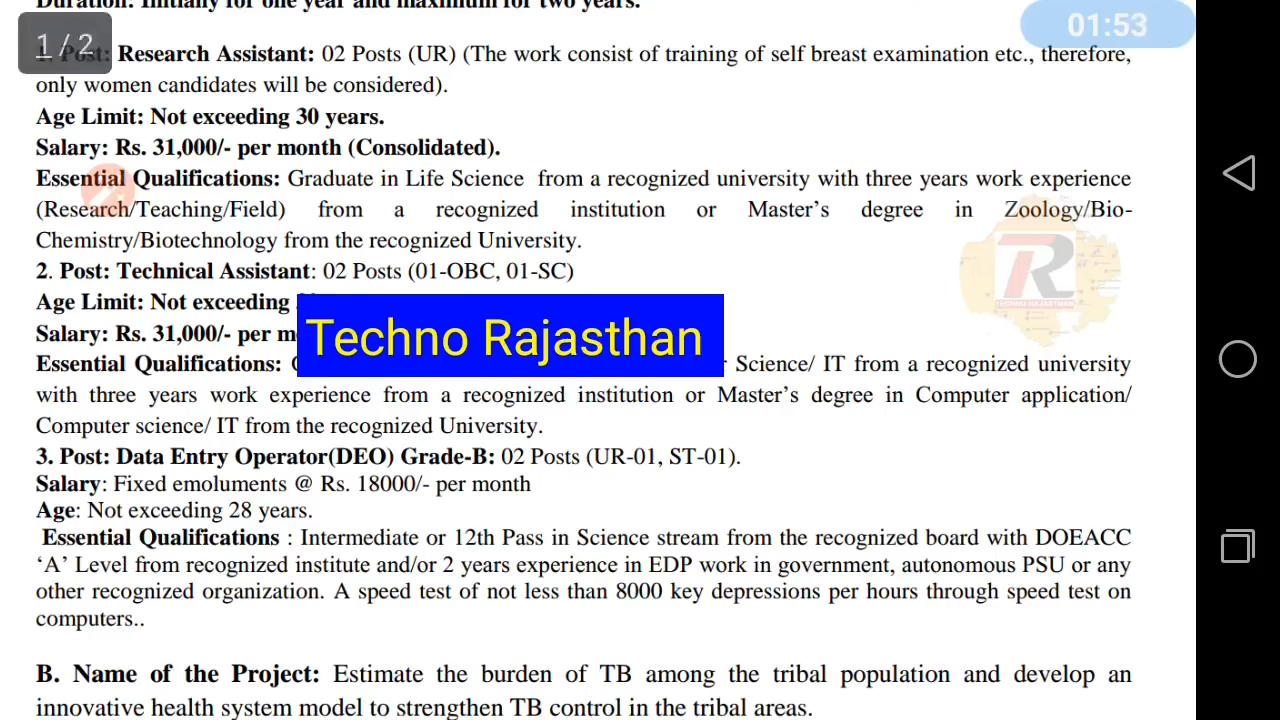 Duration: Initially for one year and maximum for two years.
1/2
01:53
1. Post: Research Assistant: 02 Posts (UR) (The work consist of training of self breast examination etc., therefore,
only women candidates will be considered).
Age Limit: Not exceeding 30 years.
Salary: Rs. 31,000/- per month (Consolidated).
Essential Qualifications: Graduate in Life Science from a recognized university with three years work experience
(Research/Teaching/Field) from a recognized institution or Master's degree in Zoology/Bio-
Chemistry/Biotechnology from the recognized University.
TR
TECHNO RAJASTHAN
2. Post: Technical Assistant: 02 Posts (01-OBC, 01-SC)
Age Limit: Not exceeding
Salary: Rs. 31,000/- per
Techno Rajasthan
Essential Qualifications: Science/ IT from a recognized university
with three years work experience from a recognized institution or Master's degree in Computer application/
Computer science/ IT from the recognized University.
3. Post: Data Entry Operator(DEO) Grade-B: 02 Posts (UR-01, ST-01).
Salary: Fixed emoluments @ Rs. 18000/- per month
Age: Not exceeding 28 years.
Essential Qualifications : Intermediate or 12th Pass in Science stream from the recognized board with DOEACC
‘A’ Level from recognized institute and/or 2 years experience in EDP work in government, autonomous PSU or any
other recognized organization. A speed test of not less than 8000 key depressions per hours through speed test on
computers..
B. Name of the Project: Estimate the burden of TB among the tribal population and develop an
innovative health system model to strengthen TB control in the tribal areas.